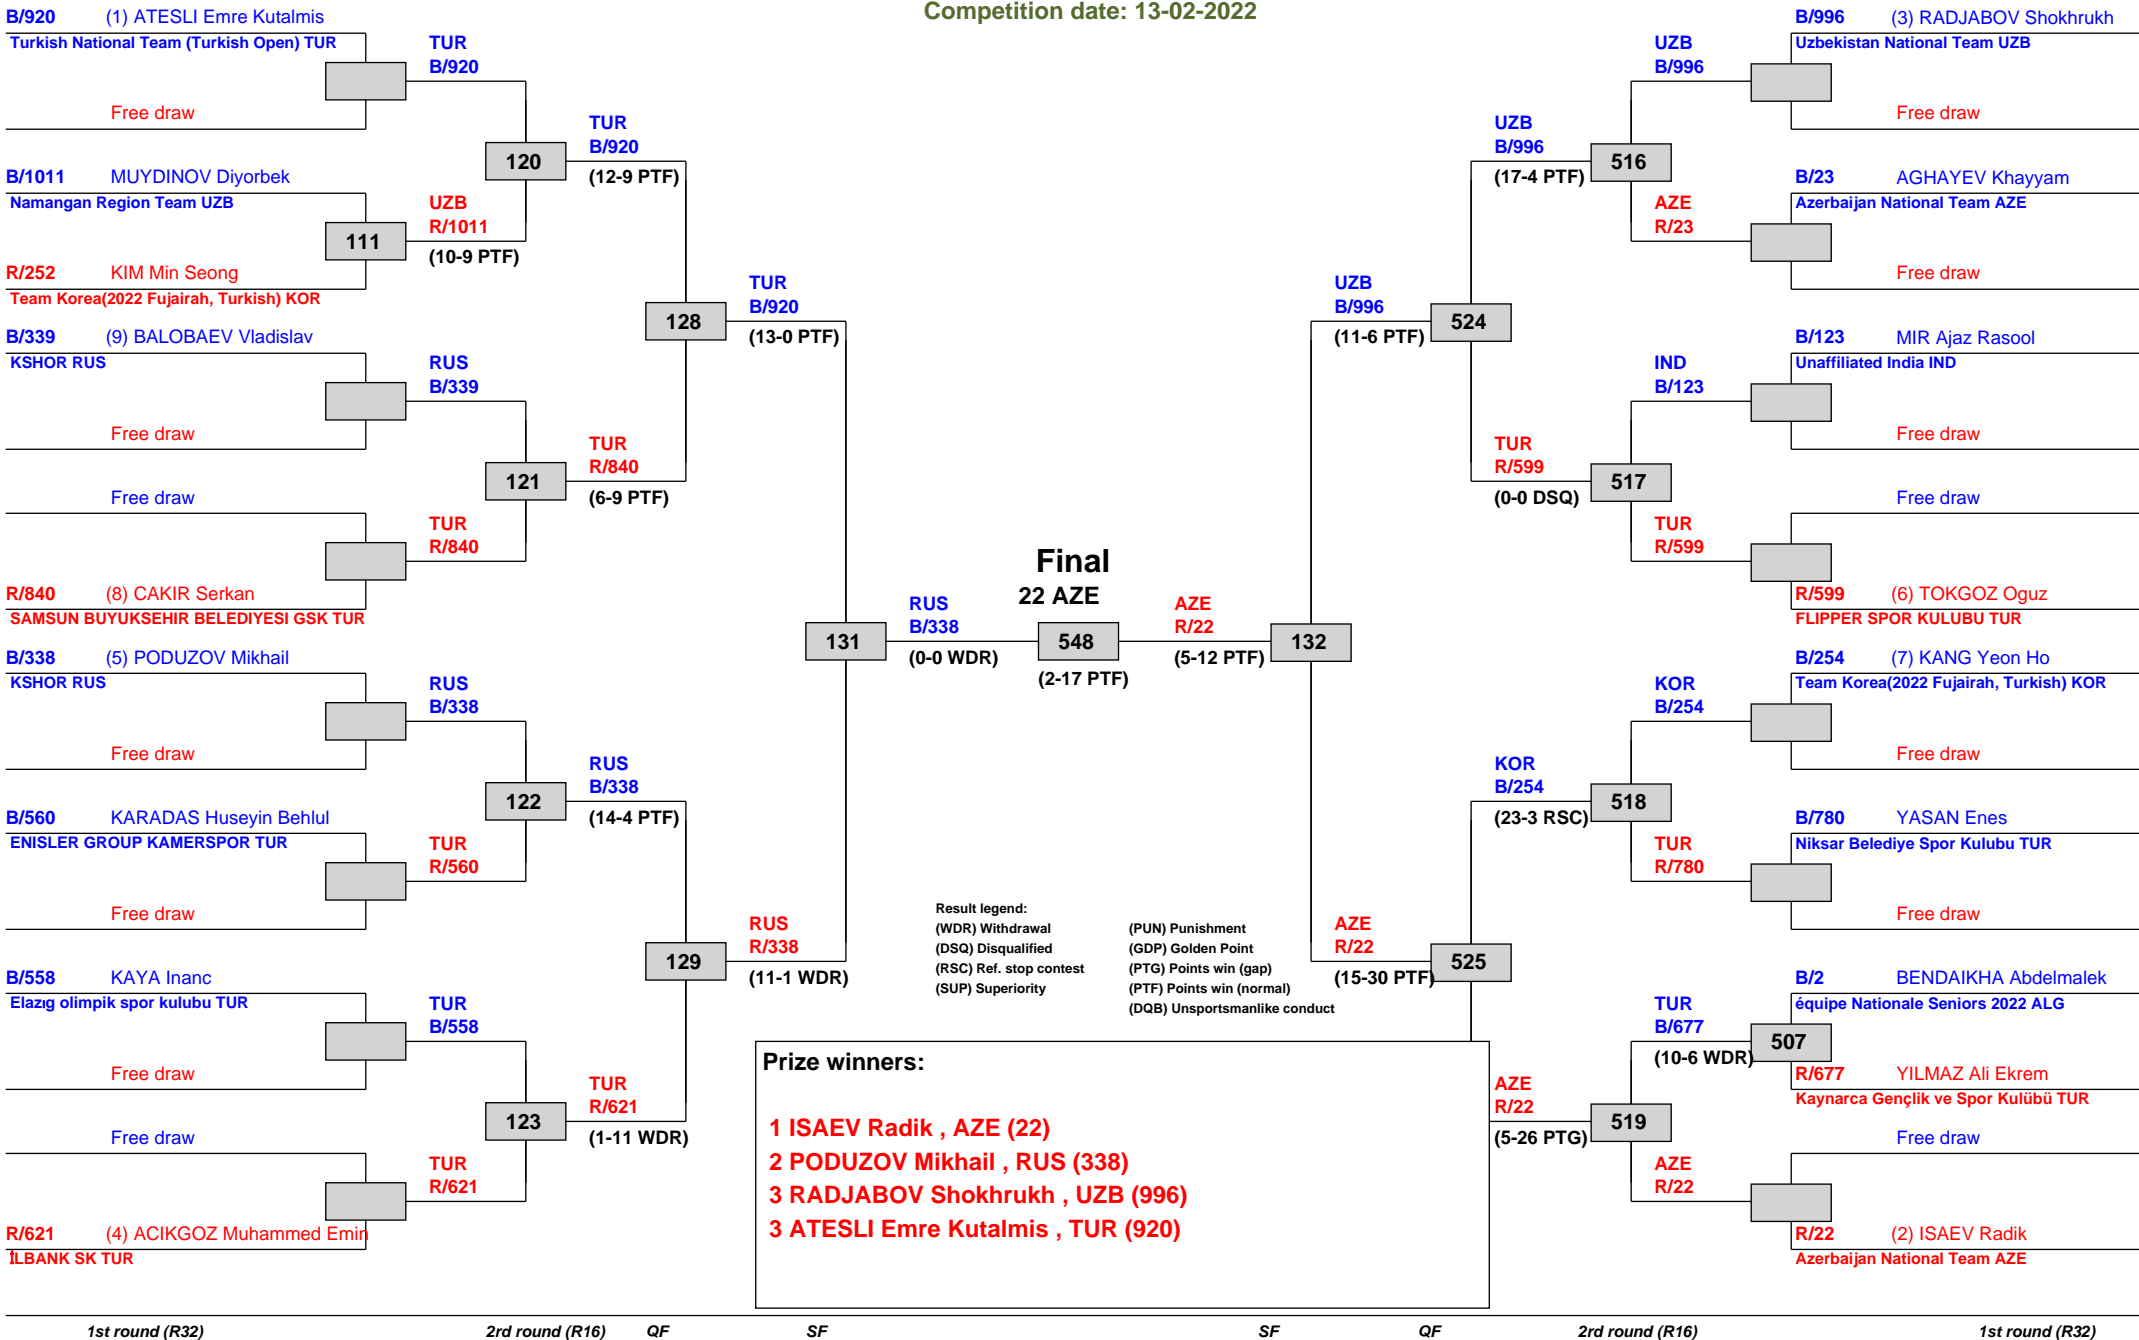 Competition date: 13-02-2022
B/920 (1) ATESLI Emre Kutalmis
Turkish National Team (Turkish Open) TUR
Free draw
B/1011 MUYDINOV Diyorbek
Namangan Region Team UZB
R/252 KIM Min Seong
Team Korea(2022 Fujairah, Turkish) KOR
B/339 (9) BALOBAEV Vladislav
KSHOR RUS
Free draw
Free draw
R/840 (8) CAKIR Serkan
SAMSUN BUYUKSEHIR BELEDIYESI GSK TUR
B/338 (5) PODUZOV Mikhail
KSHOR RUS
Free draw
B/560 KARADAS Huseyin Behlul
ENISLER GROUP KAMERSPOR TUR
Free draw
B/558 KAYA Inanc
Elazıg olimpik spor kulubu TUR
Free draw
Free draw
R/621 (4) ACIKGOZ Muhammed Emin
İLBANK SK TUR
111
TUR
B/920
UZB
R/1011
(10-9 PTF)
RUS
B/339
TUR
R/840
RUS
B/338
TUR
R/560
TUR
B/558
TUR
R/621
120
121
122
123
TUR
B/920
(12-9 PTF)
TUR
R/840
(6-9 PTF)
RUS
B/338
(14-4 PTF)
TUR
R/621
(1-11 WDR)
128
129
TUR
B/920
(13-0 PTF)
RUS
R/338
(11-1 WDR)
131
RUS
B/338
(0-0 WDR)
Final
22 AZE
548
(2-17 PTF)
AZE
R/22
(5-12 PTF)
132
UZB
B/996
(11-6 PTF)
AZE
R/22
(15-30 PTF)
524
525
UZB
B/996
(17-4 PTF)
TUR
R/599
(0-0 DSQ)
KOR
B/254
(23-3 RSC)
AZE
R/22
(5-26 PTG)
516
517
518
519
UZB
B/996
AZE
R/23
IND
B/123
TUR
R/599
KOR
B/254
TUR
R/780
TUR
B/677
(10-6 WDR)
AZE
R/22
507
B/996 (3) RADJABOV Shokhrukh
Uzbekistan National Team UZB
Free draw
B/23 AGHAYEV Khayyam
Azerbaijan National Team AZE
Free draw
B/123 MIR Ajaz Rasool
Unaffiliated India IND
Free draw
Free draw
R/599 (6) TOKGOZ Oguz
FLIPPER SPOR KULUBU TUR
B/254 (7) KANG Yeon Ho
Team Korea(2022 Fujairah, Turkish) KOR
Free draw
B/780 YASAN Enes
Niksar Belediye Spor Kulubu TUR
Free draw
B/2 BENDAIKHA Abdelmalek
équipe Nationale Seniors 2022 ALG
R/677 YILMAZ Ali Ekrem
Kaynarca Gençlik ve Spor Kulübü TUR
Free draw
R/22 (2) ISAEV Radik
Azerbaijan National Team AZE
Result legend:
(WDR) Withdrawal (PUN) Punishment
(DSQ) Disqualified (GDP) Golden Point
(RSC) Ref. stop contest (PTG) Points win (gap)
(SUP) Superiority (PTF) Points win (normal)
(DQB) Unsportsmanlike conduct
Prize winners:
1 ISAEV Radik , AZE (22)
2 PODUZOV Mikhail , RUS (338)
3 RADJABOV Shokhrukh , UZB (996)
3 ATESLI Emre Kutalmis , TUR (920)
1st round (R32) 2rd round (R16) QF SF SF QF 2rd round (R16) 1st round (R32)